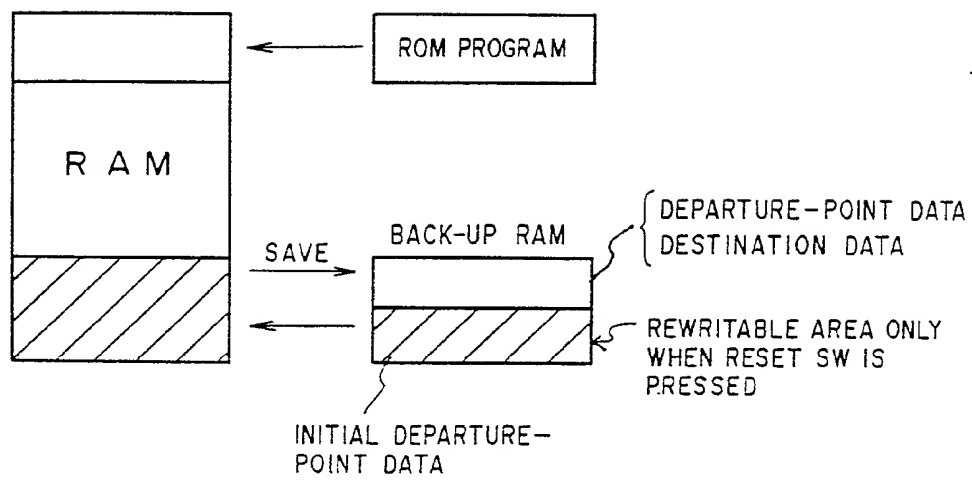 ROM PROGRAM
RAM
SAVE
BACK-UP RAM
DEPARTURE-POINT DATA
DESTINATION DATA
REWRITABLE AREA ONLY
WHEN RESET SW IS
PRESSED
INITIAL DEPARTURE-
POINT DATA